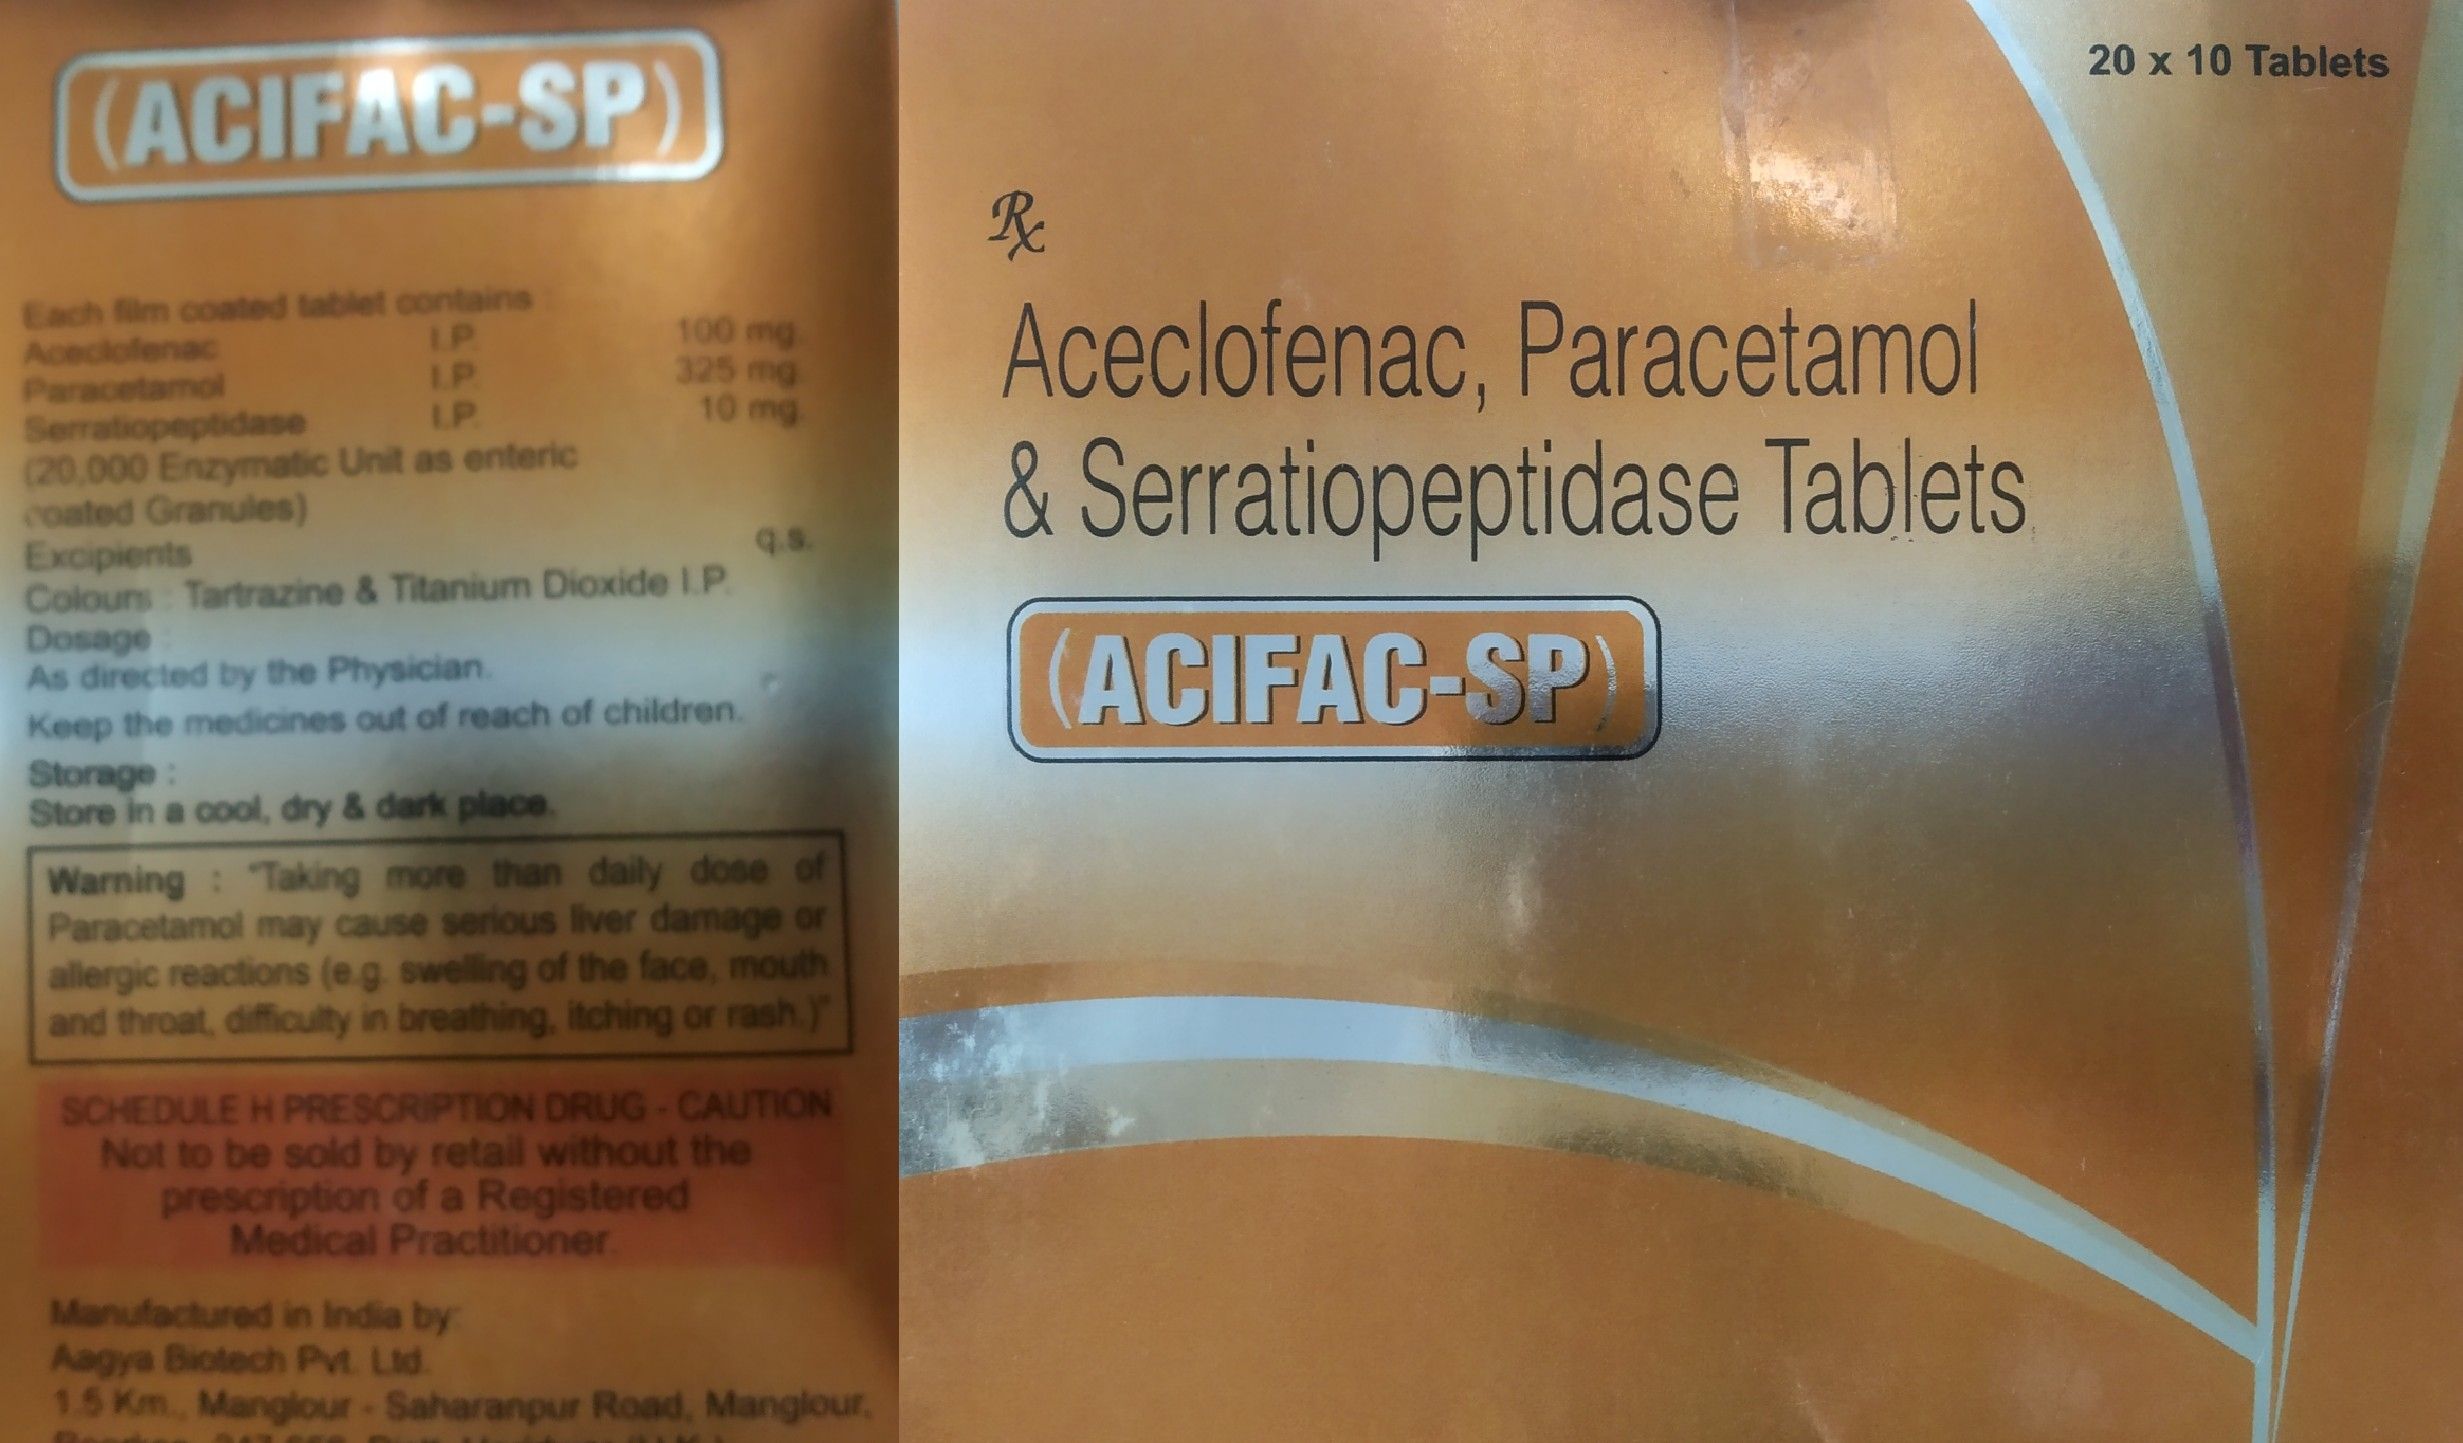 (ACIFAC-SP)
Each film coated tablet contains :
Aceclofenac I.P. 100 mg.
Paracetamol I.P. 325 mg.
Serratiopeptidase I.P. 10 mg.
(20,000 Enzymatic Unit as enteric
coated Granules)
Excipients q.s.
Colours : Tartrazine & Titanium Dioxide I.P.
Dosage :
As directed by the Physician.
Keep the medicines out of reach of children.
Storage :
Store in a cool, dry & dark place.
Warning : "Taking more than daily dose of
Paracetamol may cause serious liver damage or
allergic reactions (e.g. swelling of the face, mouth
and throat, difficulty in breathing, itching or rash.)"
SCHEDULE H PRESCRIPTION DRUG - CAUTION
Not to be sold by retail without the
prescription of a Registered
Medical Practitioner.
Manufactured in India by:
Aagya Biotech Pvt. Ltd.
1.5 Km., Manglour - Saharanpur Road, Manglour,
20 x 10 Tablets
Rx
Aceclofenac, Paracetamol
& Serratiopeptidase Tablets
(ACIFAC-SP)